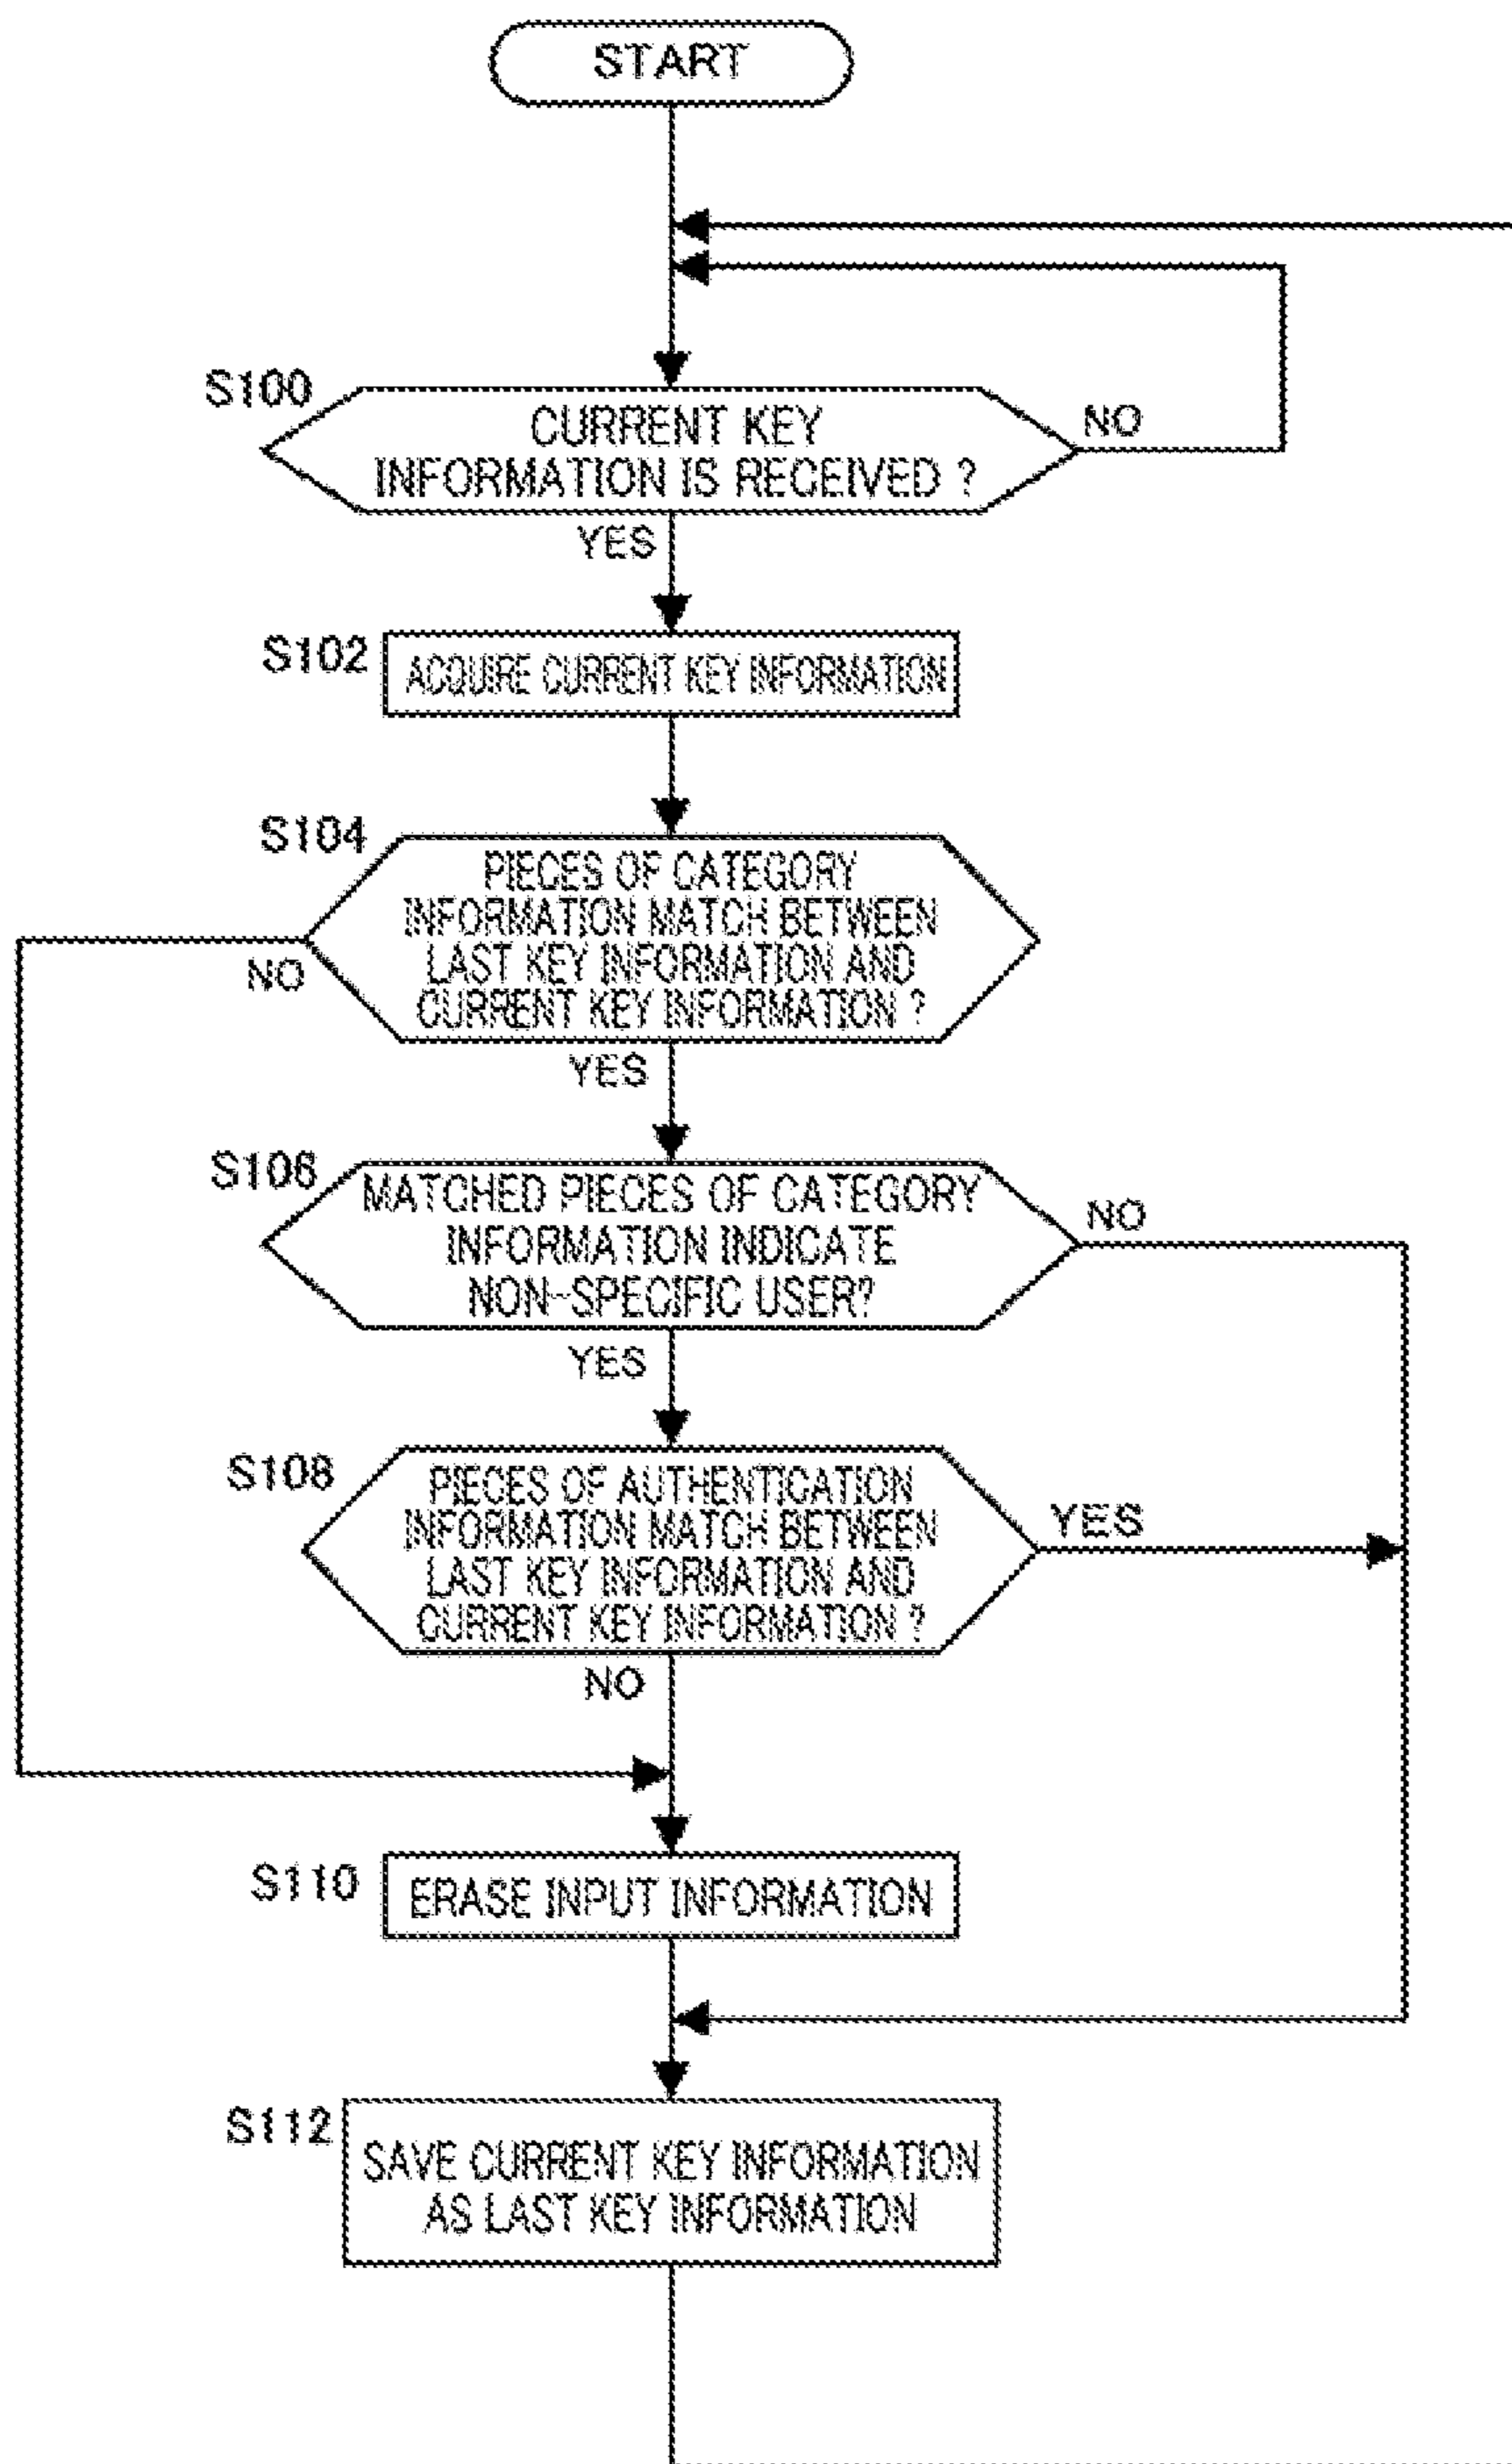 START
S100
CURRENT KEY
INFORMATION IS RECEIVED ?
NO
YES
S102
ACQUIRE CURRENT KEY INFORMATION
S104
PIECES OF CATEGORY
INFORMATION MATCH BETWEEN
LAST KEY INFORMATION AND
CURRENT KEY INFORMATION ?
NO
YES
S106
MATCHED PIECES OF CATEGORY
INFORMATION INDICATE
NON-SPECIFIC USER?
NO
YES
S108
PIECES OF AUTHENTICATION
INFORMATION MATCH BETWEEN
LAST KEY INFORMATION AND
CURRENT KEY INFORMATION ?
YES
NO
S110
ERASE INPUT INFORMATION
S112
SAVE CURRENT KEY INFORMATION
AS LAST KEY INFORMATION